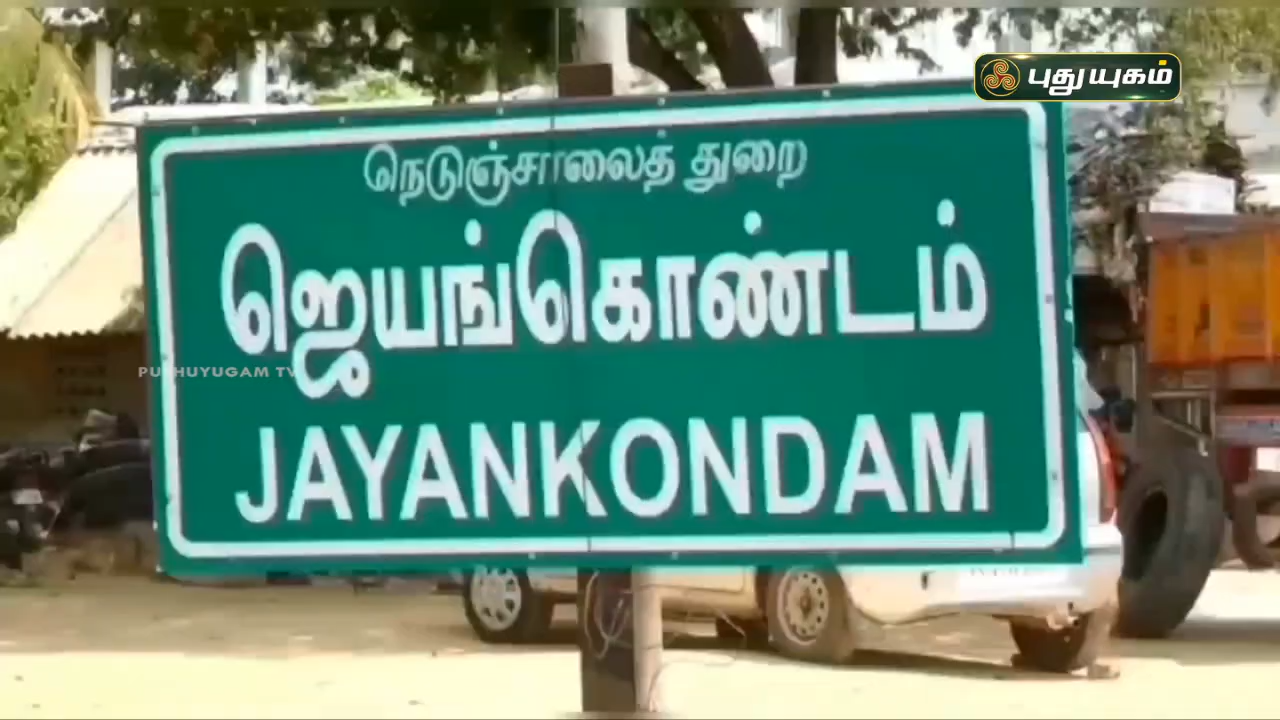 புதுயுகம்
நெடுஞ்சாலைத் துறை
ஜெயங்கொண்டம்
PUTHUYUGAM TV
JAYANKONDAM